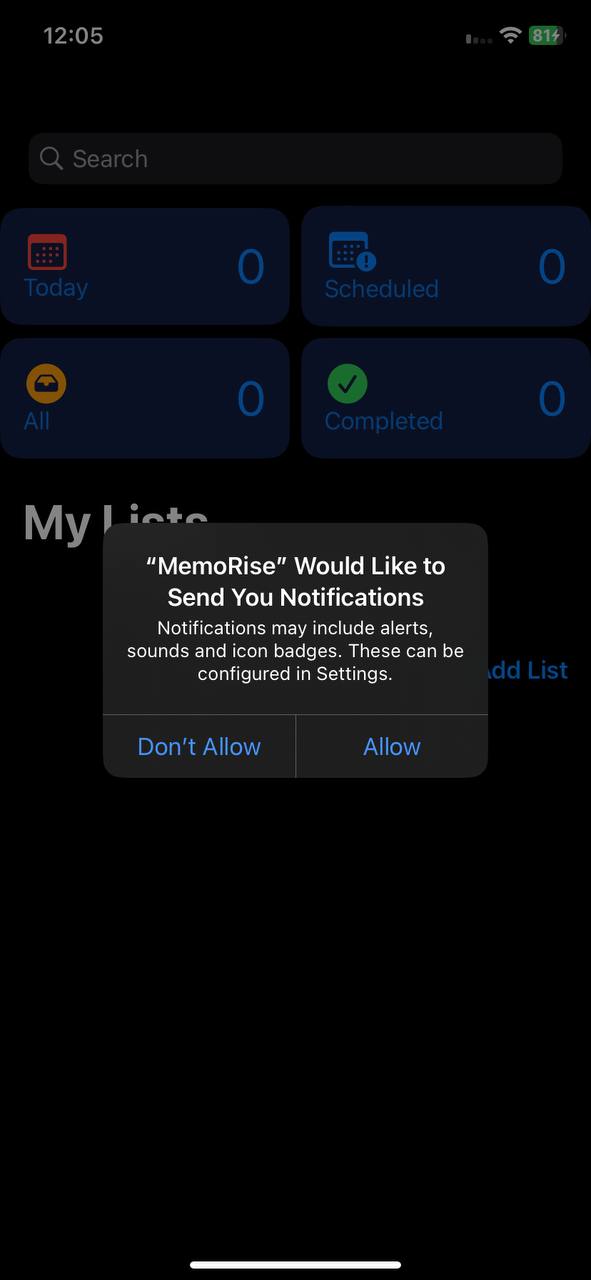 12:05
81
Search
Today
0
Scheduled
0
All
0
Completed
0
My Lists
“MemoRise” Would Like to
Send You Notifications
Notifications may include alerts,
sounds and icon badges. These can be
configured in Settings.
Add List
Don’t Allow
Allow